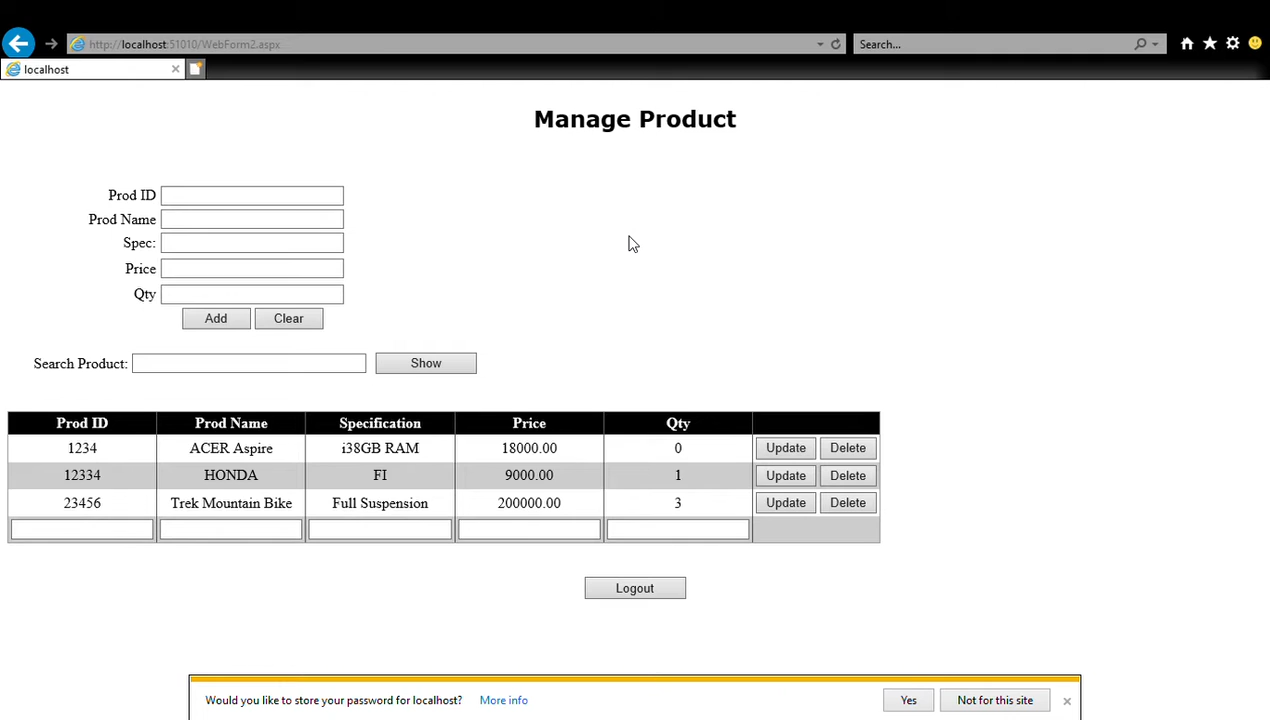 http://localhost:51010/WebForm2.aspx
Search...
localhost
Manage Product
Prod ID
Prod Name
Spec:
Price
Qty
Add Clear
Search Product: Show
Prod ID Prod Name Specification Price Qty
1234 ACER Aspire i38GB RAM 18000.00 0 Update Delete
12334 HONDA FI 9000.00 1 Update Delete
23456 Trek Mountain Bike Full Suspension 200000.00 3 Update Delete
Logout
Would you like to store your password for localhost? More info Yes Not for this site